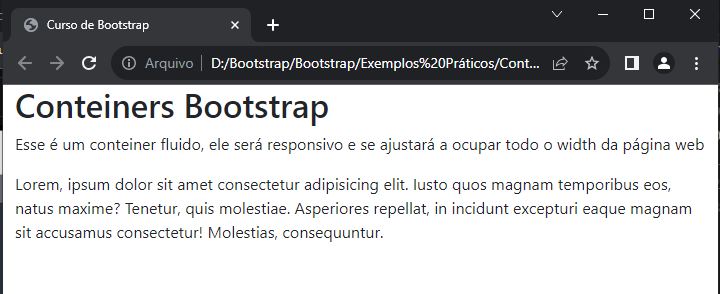 Curso de Bootstrap
Arquivo | D:/Bootstrap/Bootstrap/Exemplos%20Práticos/Cont...
Conteiners Bootstrap
Esse é um conteiner fluido, ele será responsivo e se ajustará a ocupar todo o width da página web
Lorem, ipsum dolor sit amet consectetur adipisicing elit. Iusto quos magnam temporibus eos,
natus maxime? Tenetur, quis molestiae. Asperiores repellat, in incidunt excepturi eaque magnam
sit accusamus consectetur! Molestias, consequuntur.